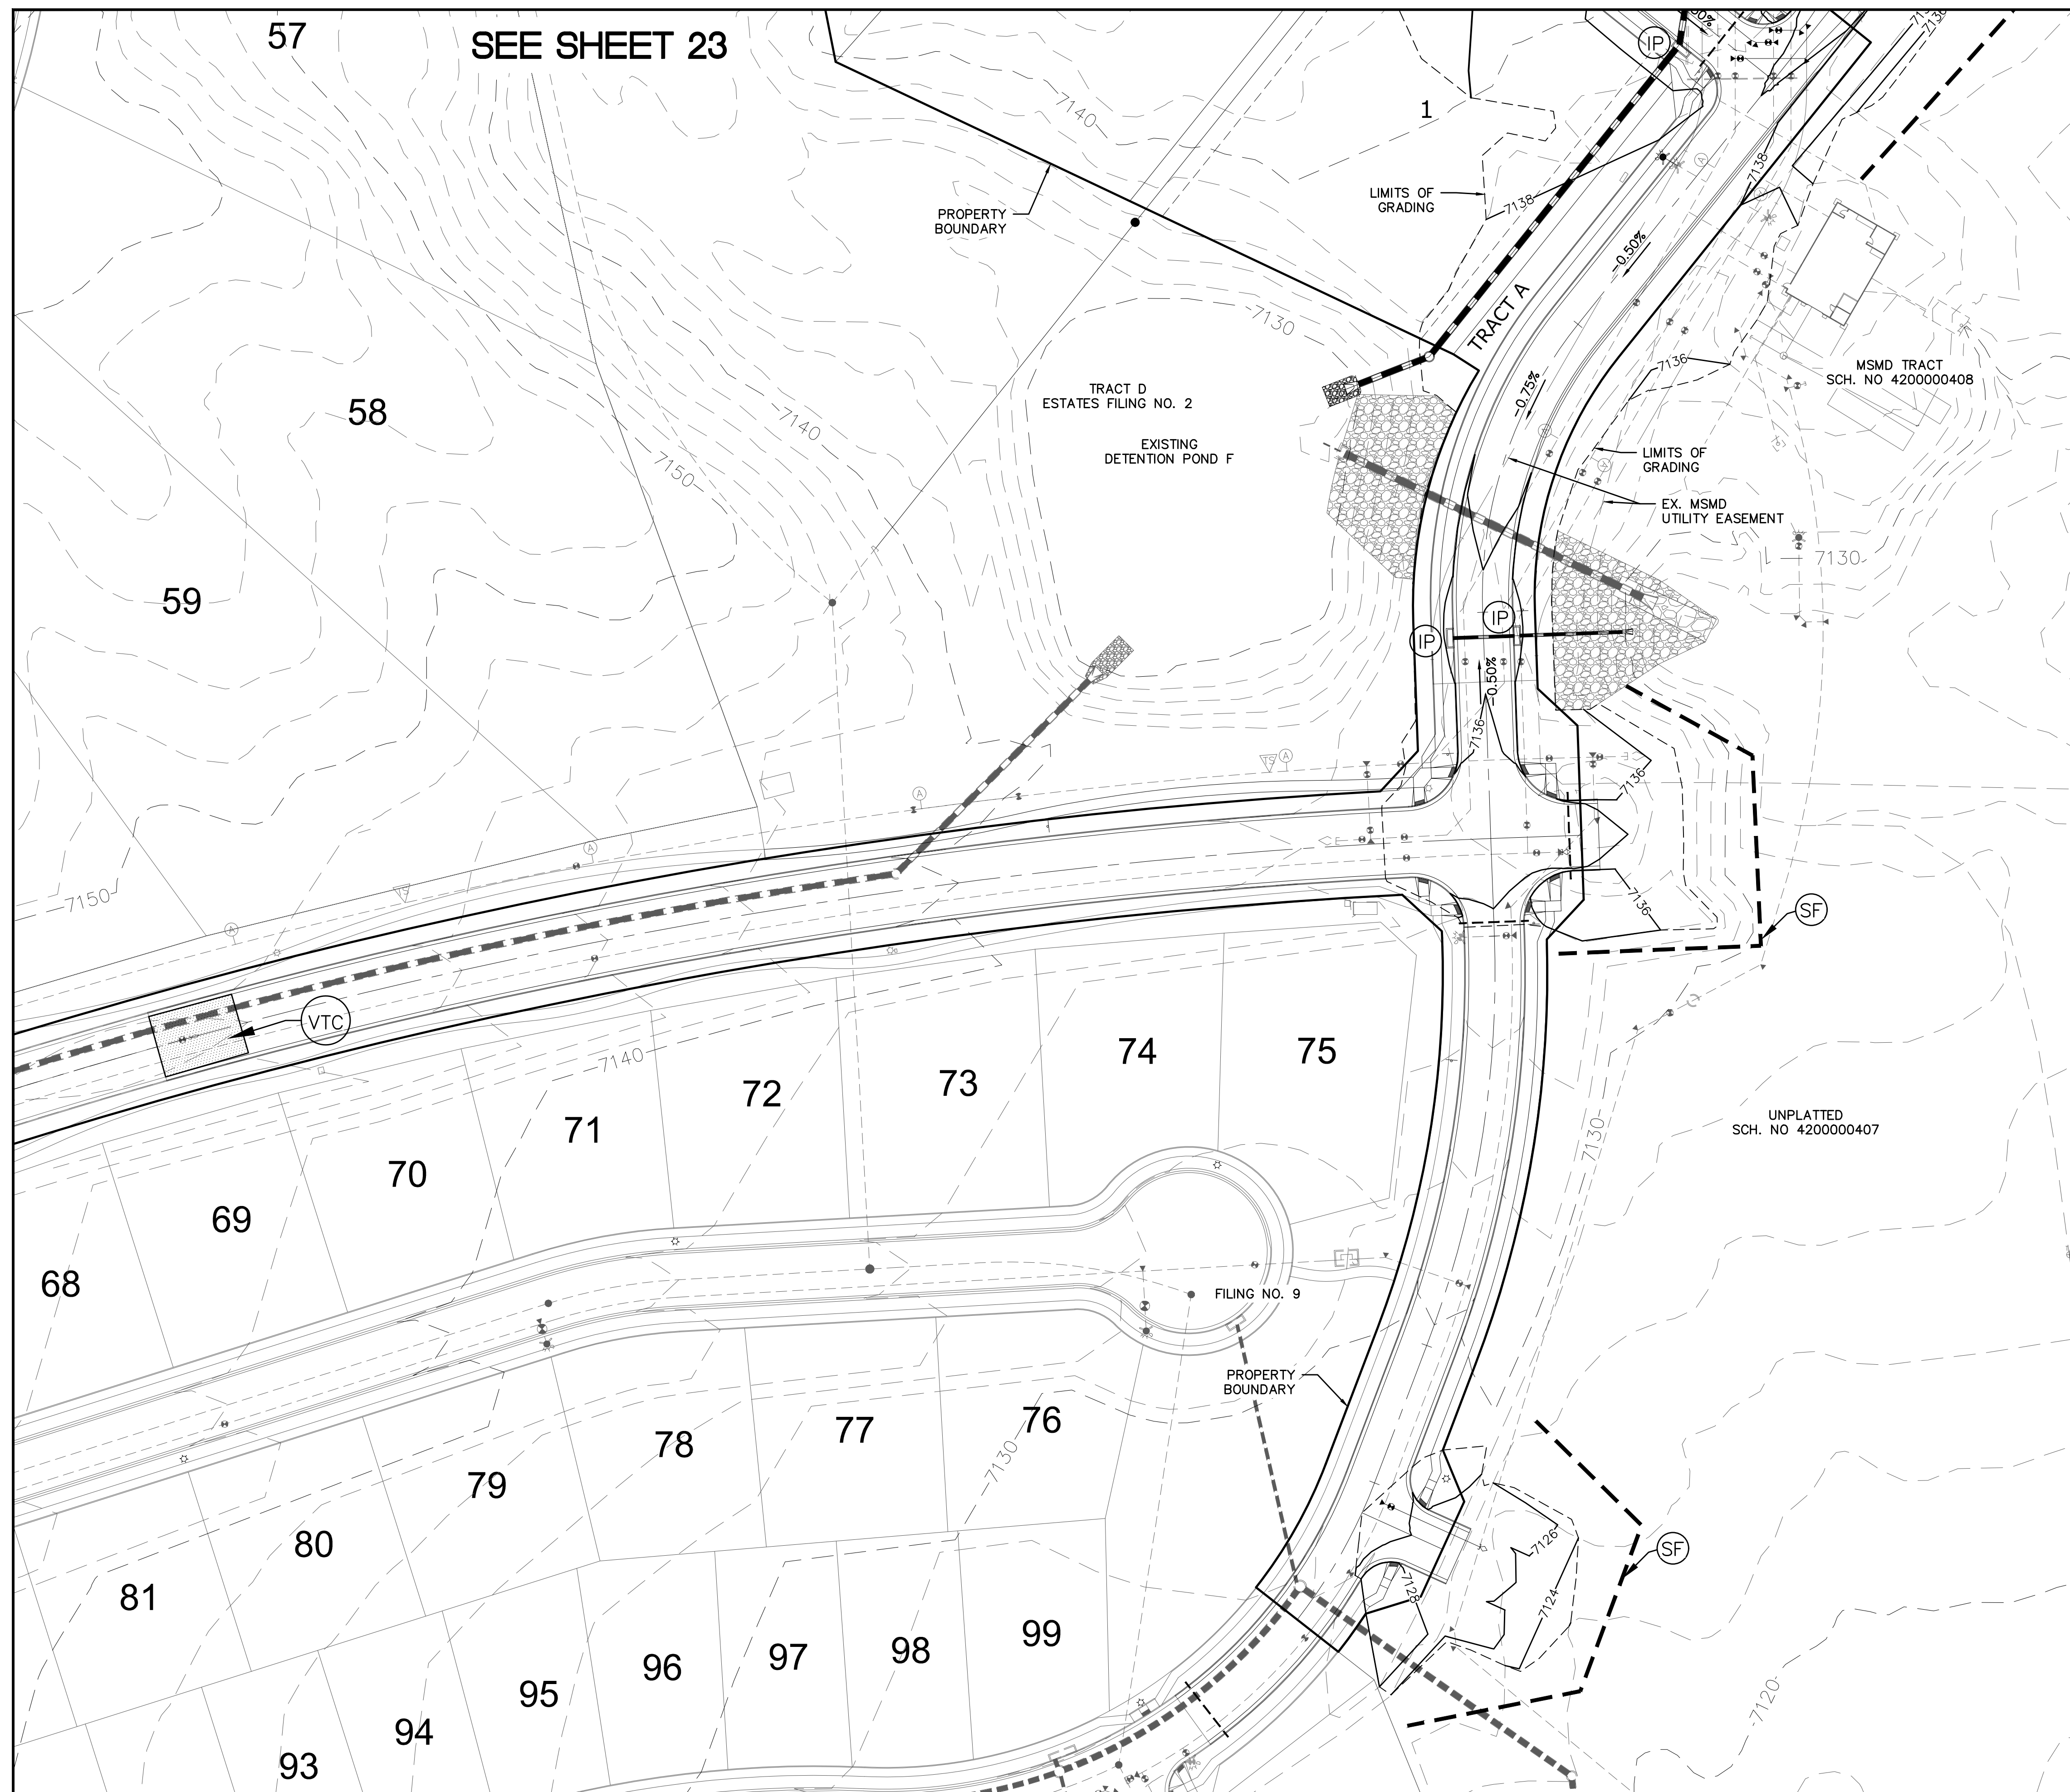 57
SEE SHEET 23
7140
1
IP
7138
7138
LIMITS OF
GRADING
7138
PROPERTY
BOUNDARY
-0.50%
TRACT A
7130
7136
MSMD TRACT
SCH. NO 4200000408
TRACT D
ESTATES FILING NO. 2
-0.75%
58
7140
EXISTING
DETENTION POND F
7150
LIMITS OF
GRADING
EX. MSMD
UTILITY EASEMENT
7130
59
IP
IP
-0.50%
7136
TS
A
A
7136
E
A
A
TS
7150
7136
SF
A
VTC
7140
74
75
73
72
71
UNPLATTED
SCH. NO 4200000407
7130
70
69
68
FILING NO. 9
PROPERTY
BOUNDARY
76
77
78
7130
79
80
7126
SF
81
7128
7124
99
98
97
96
95
7120
94
93